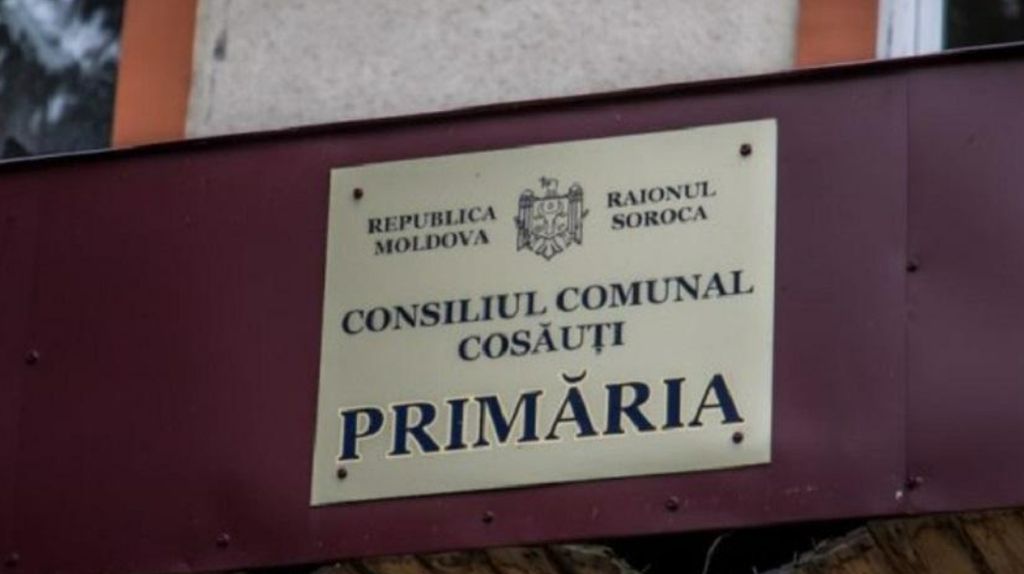 REPUBLICA
MOLDOVA
RAIONUL
SOROCA
CONSILIUL COMUNAL
COSĂUȚI
PRIMĂRIA